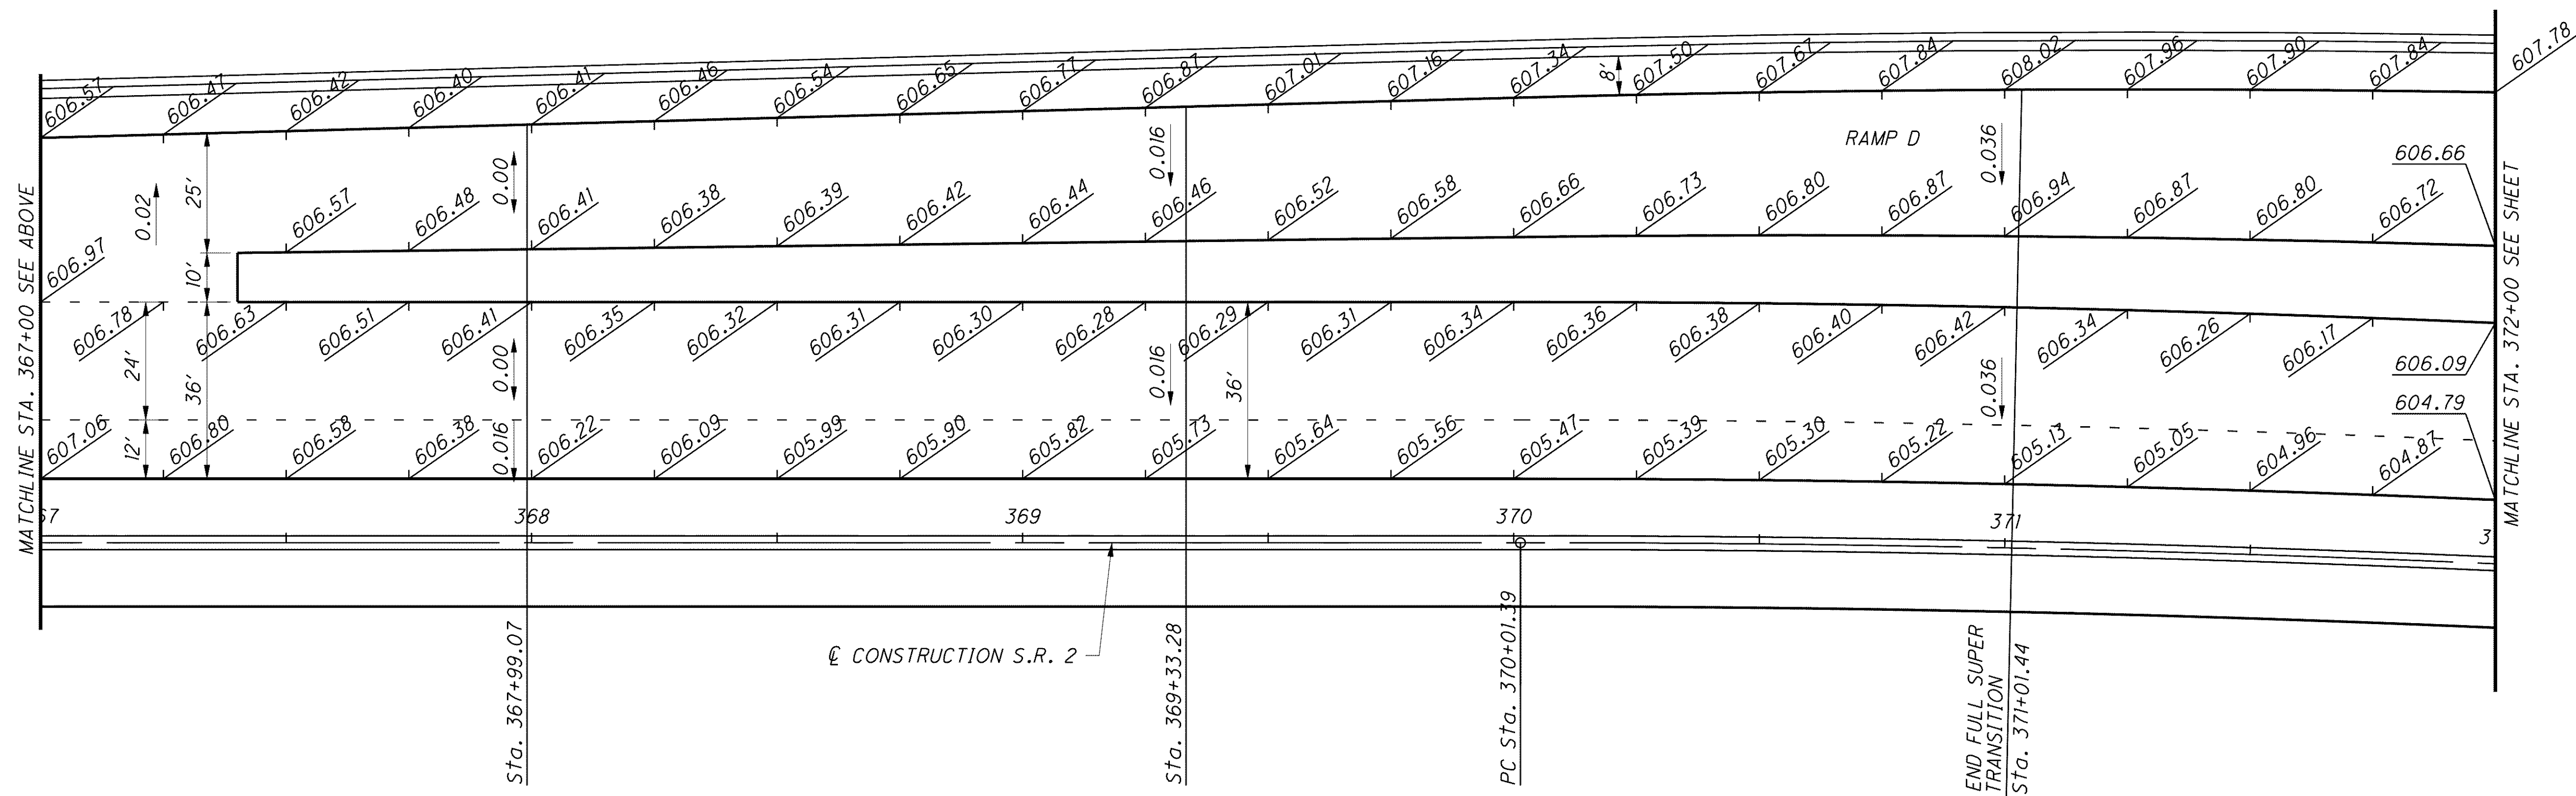 606.57 606.47 606.42 606.40 606.41 606.46 606.54 606.65 606.77 606.87 607.01 607.16 607.34 607.50 607.67 607.84 608.02 607.96 607.90 607.84 607.78
8'
RAMP D
0.02
25'
0.00
0.016
0.036
606.57 606.48 606.41 606.38 606.39 606.42 606.44 606.46 606.52 606.58 606.66 606.73 606.80 606.87 606.94 606.87 606.80 606.72 606.66
MATCHLINE STA. 367+00 SEE ABOVE
MATCHLINE STA. 372+00 SEE SHEET
10'
606.97 606.78 606.63 606.51 606.41 606.35 606.32 606.31 606.30 606.28 606.29 606.31 606.34 606.36 606.38 606.40 606.42 606.34 606.26 606.17 606.09
24'
36'
0.00
0.016
36'
0.036
12'
0.016
607.06 606.80 606.58 606.38 606.22 606.09 605.99 605.90 605.82 605.73 605.64 605.56 605.47 605.39 605.30 605.22 605.13 605.05 604.96 604.87 604.79
67 368 369 370 371 3
℄ CONSTRUCTION S.R. 2
Sta. 367+99.07
Sta. 369+33.28
PC Sta. 370+01.39
END FULL SUPER
TRANSITION
Sta. 371+01.44